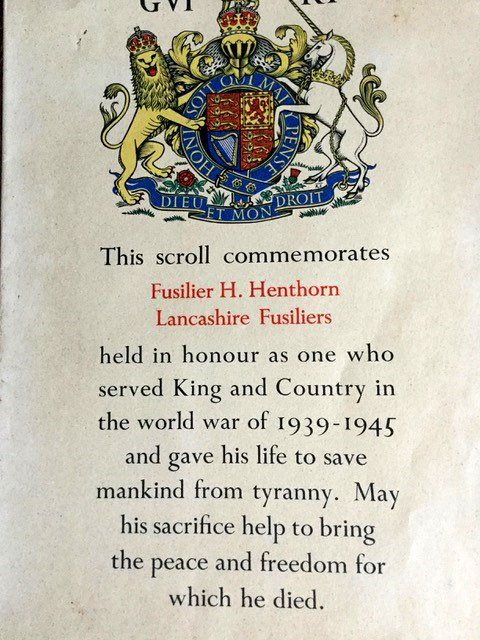 GVI RI
HONI SOIT QUI MAL Y PENSE
DIEU ET MON DROIT
This scroll commemorates
Fusilier H. Henthorn
Lancashire Fusiliers
held in honour as one who
served King and Country in
the world war of 1939-1945
and gave his life to save
mankind from tyranny. May
his sacrifice help to bring
the peace and freedom for
which he died.